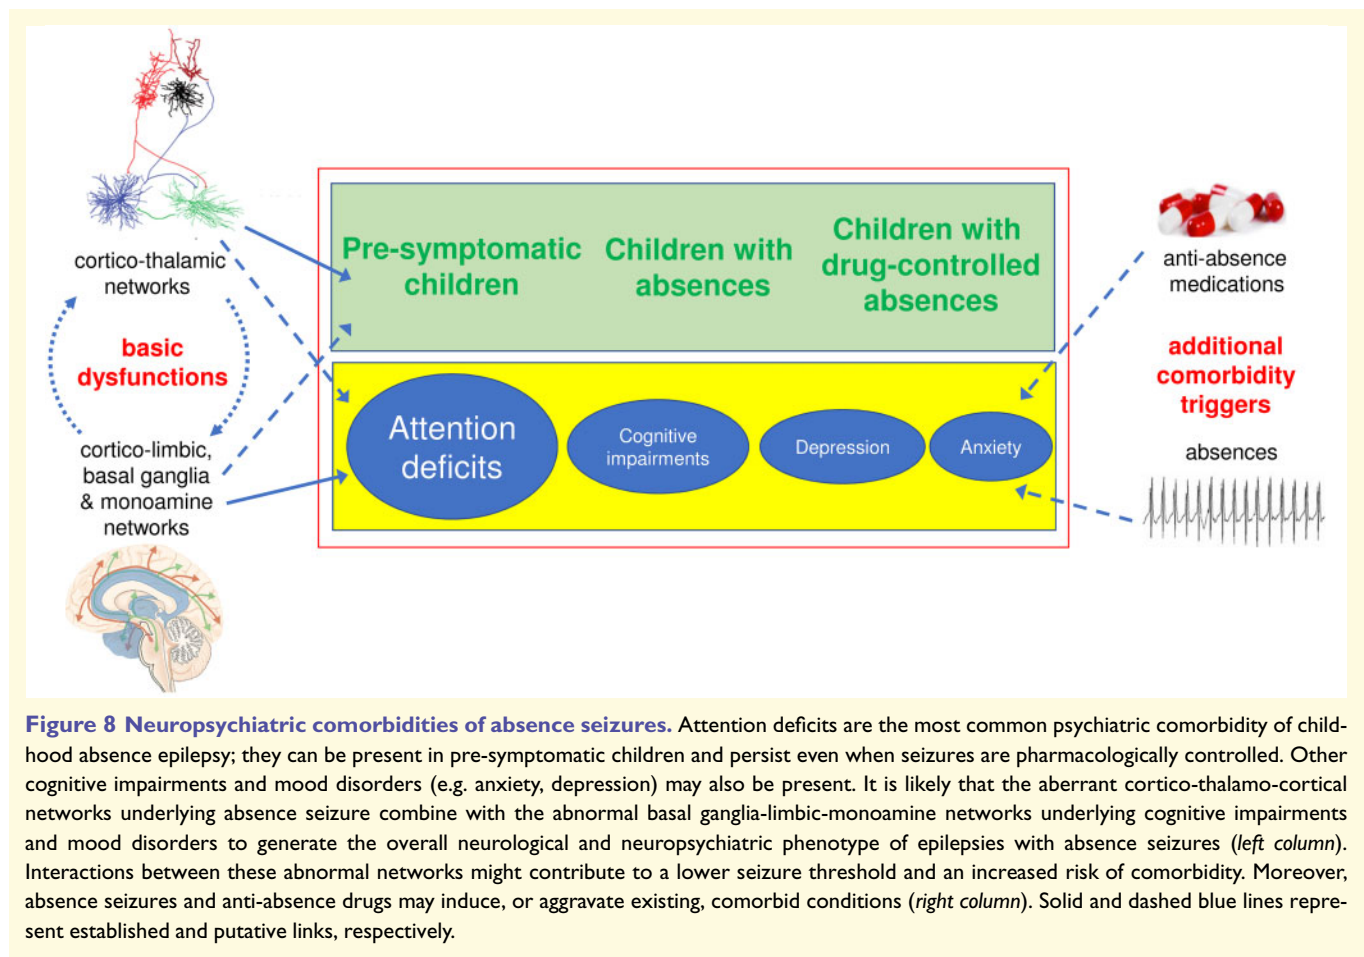 cortico-thalamic
networks
basic
dysfunctions
cortico-limbic,
basal ganglia
& monoamine
networks
Pre-symptomatic
children
Children with
absences
Children with
drug-controlled
absences
Attention
deficits
Cognitive
impairments
Depression
Anxiety
anti-absence
medications
additional
comorbidity
triggers
absences
Figure 8 Neuropsychiatric comorbidities of absence seizures. Attention deficits are the most common psychiatric comorbidity of child-
hood absence epilepsy; they can be present in pre-symptomatic children and persist even when seizures are pharmacologically controlled. Other
cognitive impairments and mood disorders (e.g. anxiety, depression) may also be present. It is likely that the aberrant cortico-thalamo-cortical
networks underlying absence seizure combine with the abnormal basal ganglia-limbic-monoamine networks underlying cognitive impairments
and mood disorders to generate the overall neurological and neuropsychiatric phenotype of epilepsies with absence seizures (left column).
Interactions between these abnormal networks might contribute to a lower seizure threshold and an increased risk of comorbidity. Moreover,
absence seizures and anti-absence drugs may induce, or aggravate existing, comorbid conditions (right column). Solid and dashed blue lines repre-
sent established and putative links, respectively.